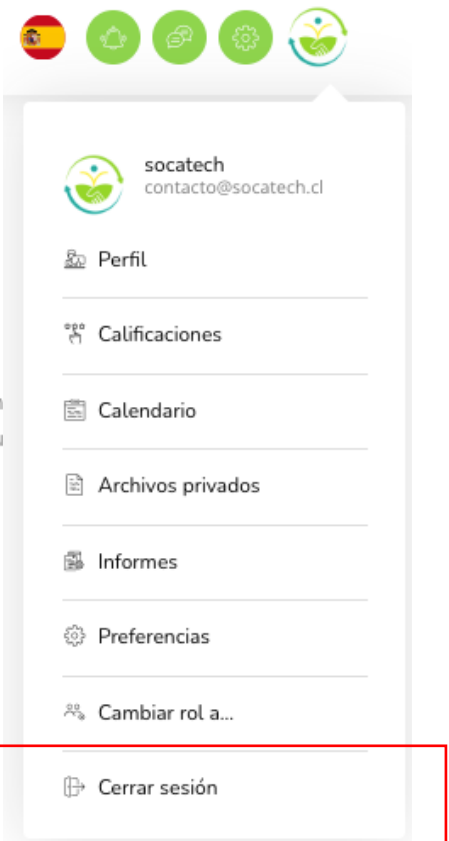 socatech
contacto@socatech.cl
Perfil
Calificaciones
Calendario
Archivos privados
Informes
Preferencias
Cambiar rol a...
Cerrar sesión